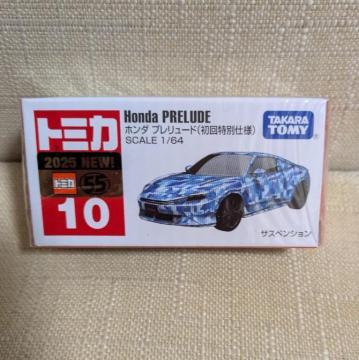 トミカ
2025 NEW!
トミカ 55
10
Honda PRELUDE
ホンダ プレリュード(初回特別仕様)
SCALE 1/64
TAKARA
TOMY
サスペンション